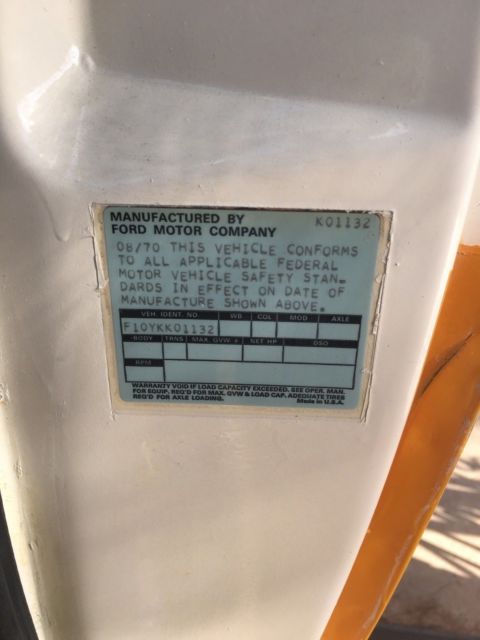 MANUFACTURED BY K01132
FORD MOTOR COMPANY
08/70 THIS VEHICLE CONFORMS
TO ALL APPLICABLE FEDERAL
MOTOR VEHICLE SAFETY STAN-
DARDS IN EFFECT ON DATE OF
MANUFACTURE SHOWN ABOVE.
VEH. IDENT. NO. WB COL MOD AXLE
F10YKK01132
BODY TRNS MAX. GVW # NET HP DSO
RPM
WARRANTY VOID IF LOAD CAPACITY EXCEEDED. SEE OPER. MAN.
FOR EQUIP. REQ'D FOR MAX. GVW & LOAD CAP. ADEQUATE TIRES
REQ'D FOR AXLE LOADING. Made in U.S.A.